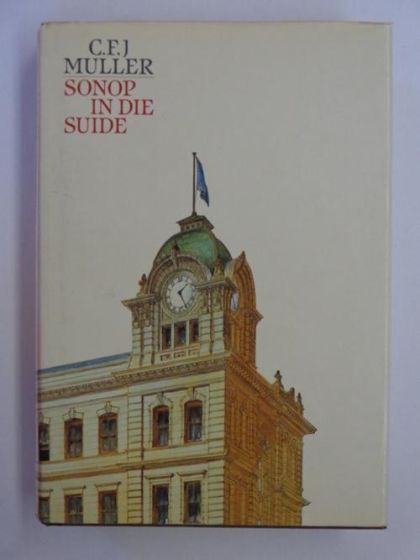 C.F.J
MULLER
SONOP
IN DIE
SUIDE